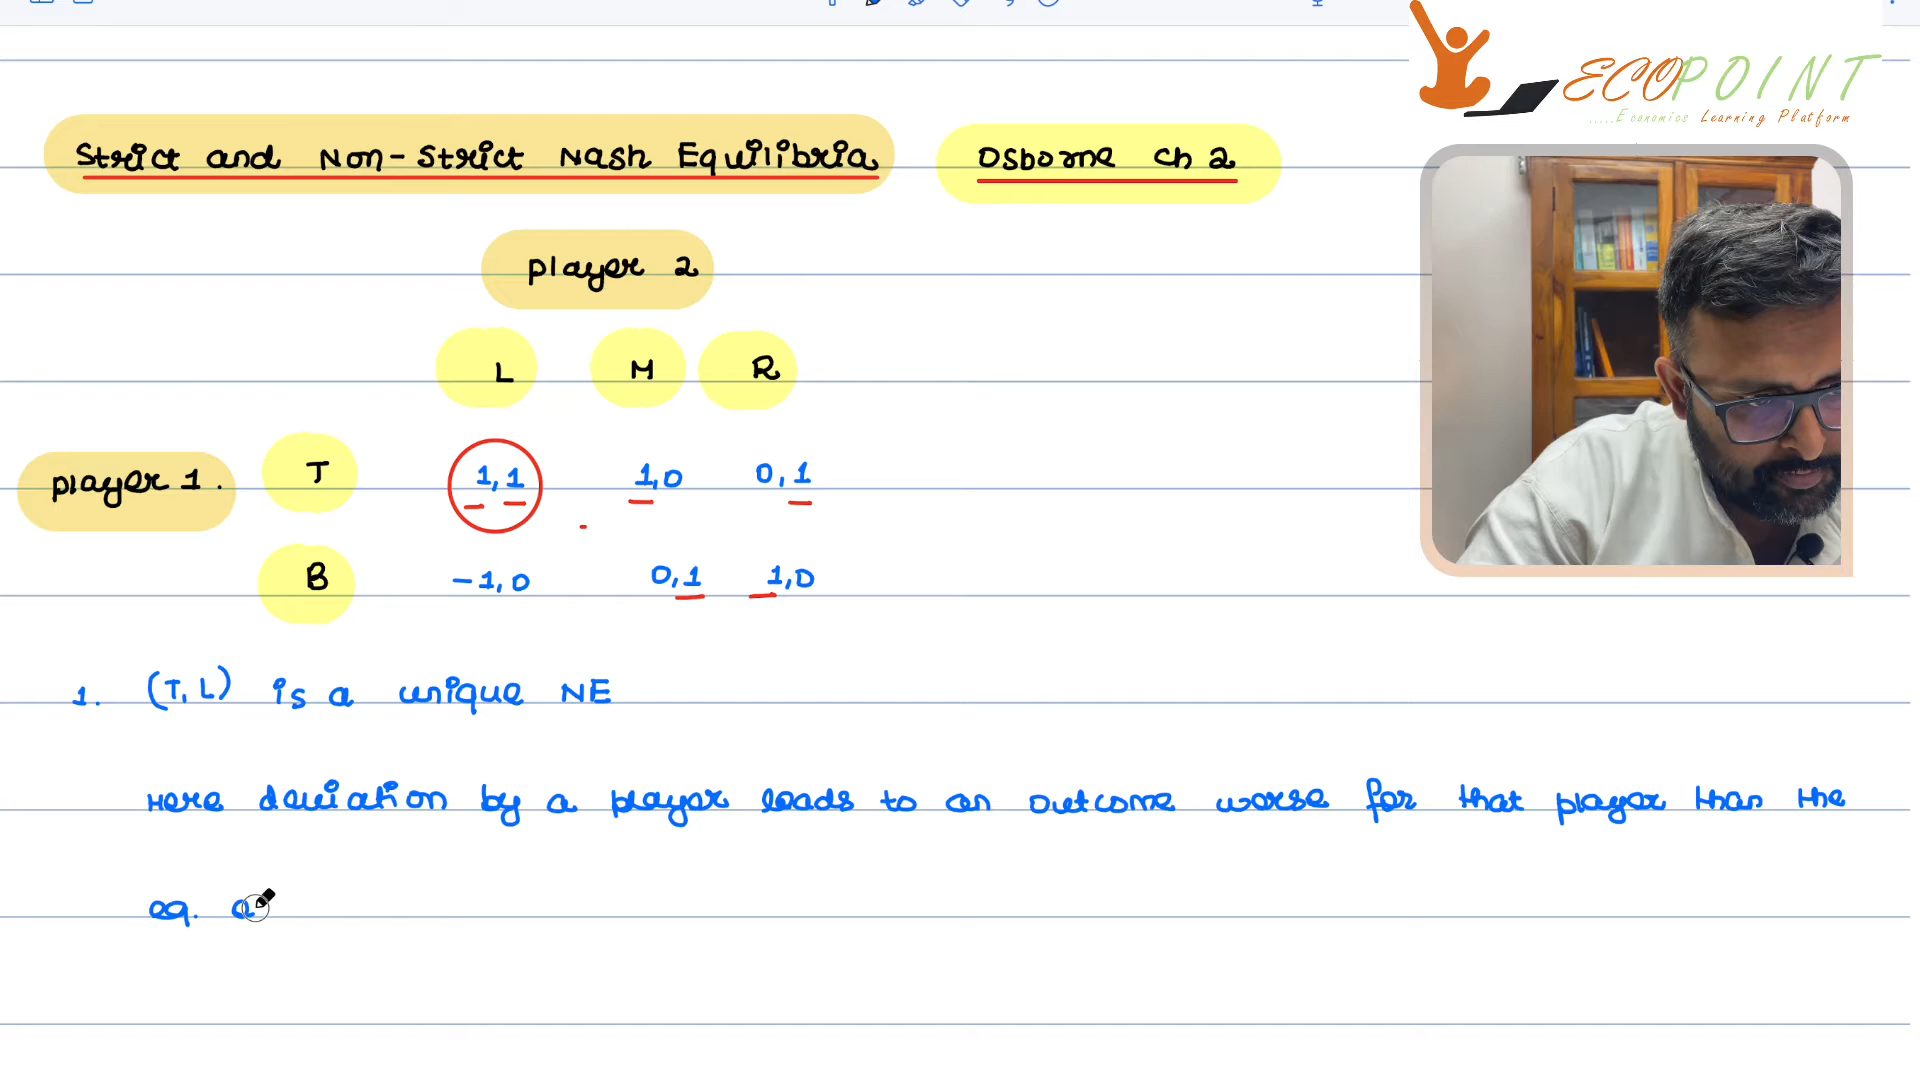 ECOPOINT
.....Economics Learning Platform
Strict and Non-Strict Nash Equilibria Osborne Ch 2
player 2
L M R
player 1. T 1,1 1,0 0,1
B -1,0 0,1 1,0
1. (T,L) is a unique NE
Here deviation by a player leads to an outcome worse for that player than the
eq. a